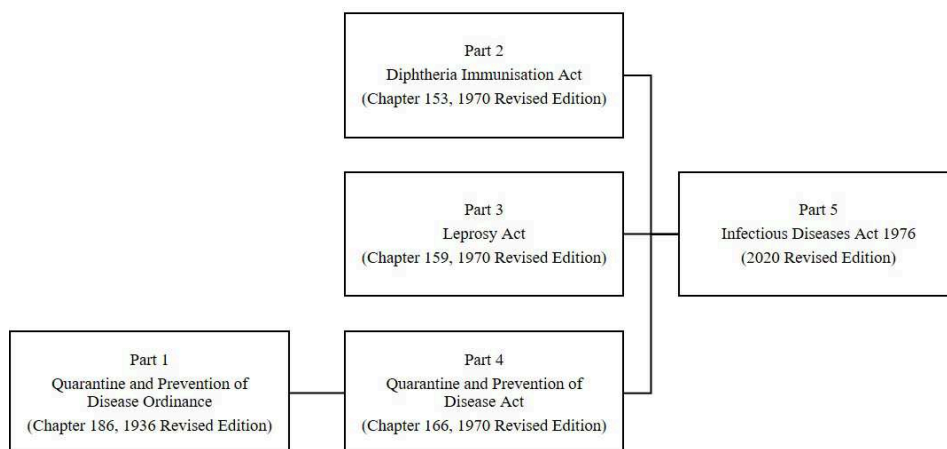 Part 2
Diphtheria Immunisation Act
(Chapter 153, 1970 Revised Edition)
Part 3
Leprosy Act
(Chapter 159, 1970 Revised Edition)
Part 5
Infectious Diseases Act 1976
(2020 Revised Edition)
Part 1
Quarantine and Prevention of
Disease Ordinance
(Chapter 186, 1936 Revised Edition)
Part 4
Quarantine and Prevention of
Disease Act
(Chapter 166, 1970 Revised Edition)